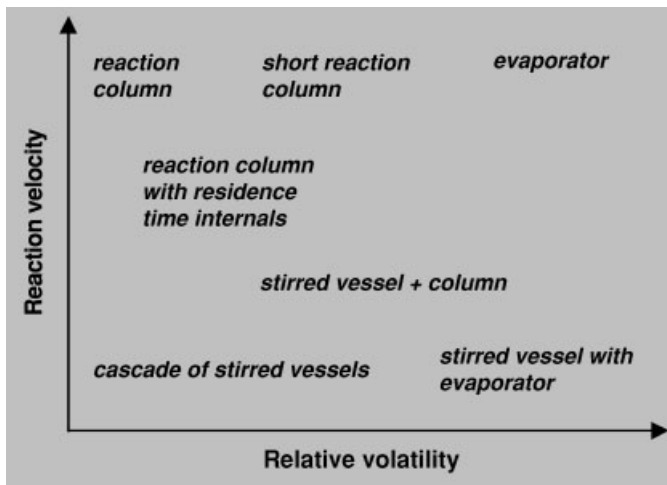 reaction
column
short reaction
column
evaporator
reaction column
with residence
time internals
stirred vessel + column
cascade of stirred vessels
stirred vessel with
evaporator
Reaction velocity
Relative volatility